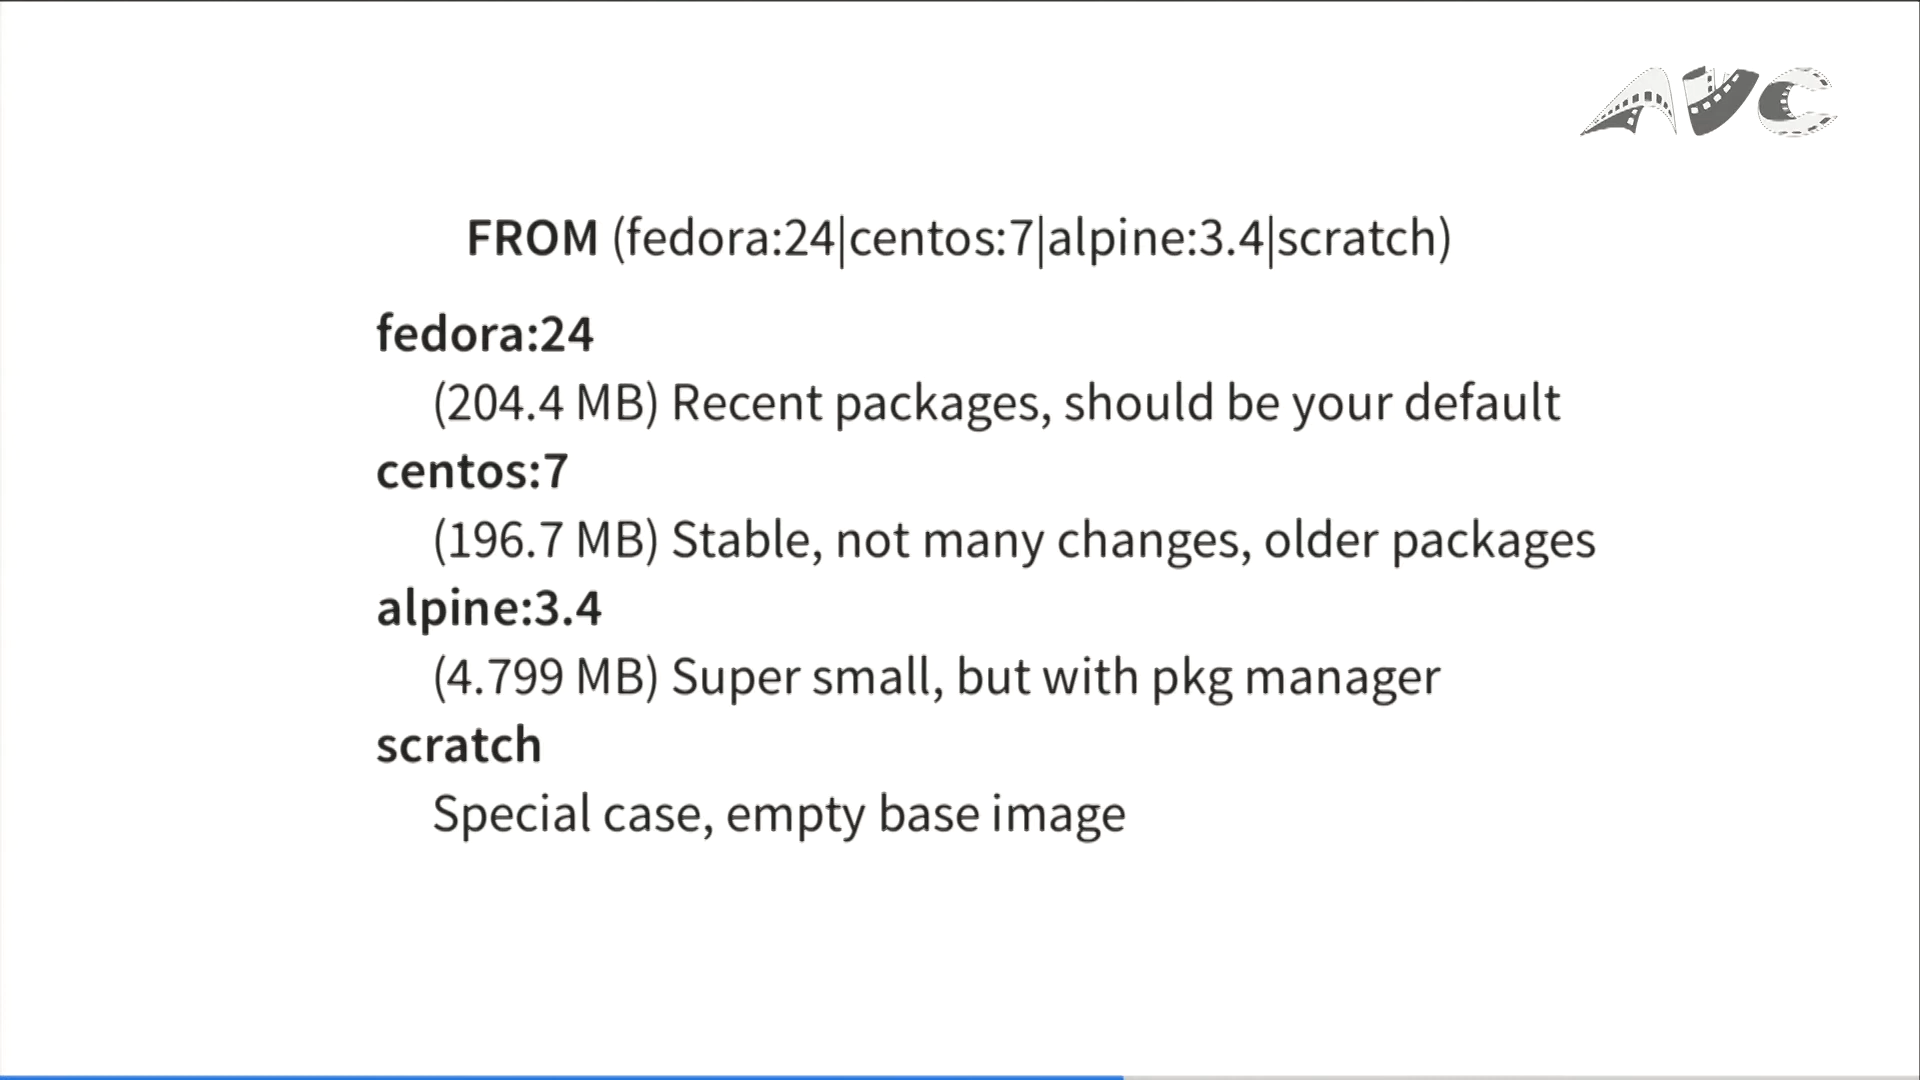 AVC
FROM (fedora:24|centos:7|alpine:3.4|scratch)
fedora:24
(204.4 MB) Recent packages, should be your default
centos:7
(196.7 MB) Stable, not many changes, older packages
alpine:3.4
(4.799 MB) Super small, but with pkg manager
scratch
Special case, empty base image